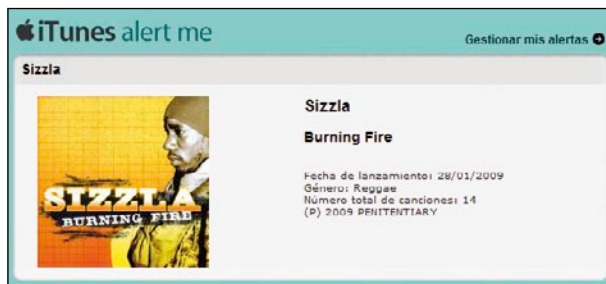 iTunes alert me
Gestionar mis alertas
Sizzla
SIZZLA
BURNING FIRE
Sizzla
Burning Fire
Fecha de lanzamiento: 28/01/2009
Género: Reggae
Número total de canciones: 14
(P) 2009 PENITENTIARY